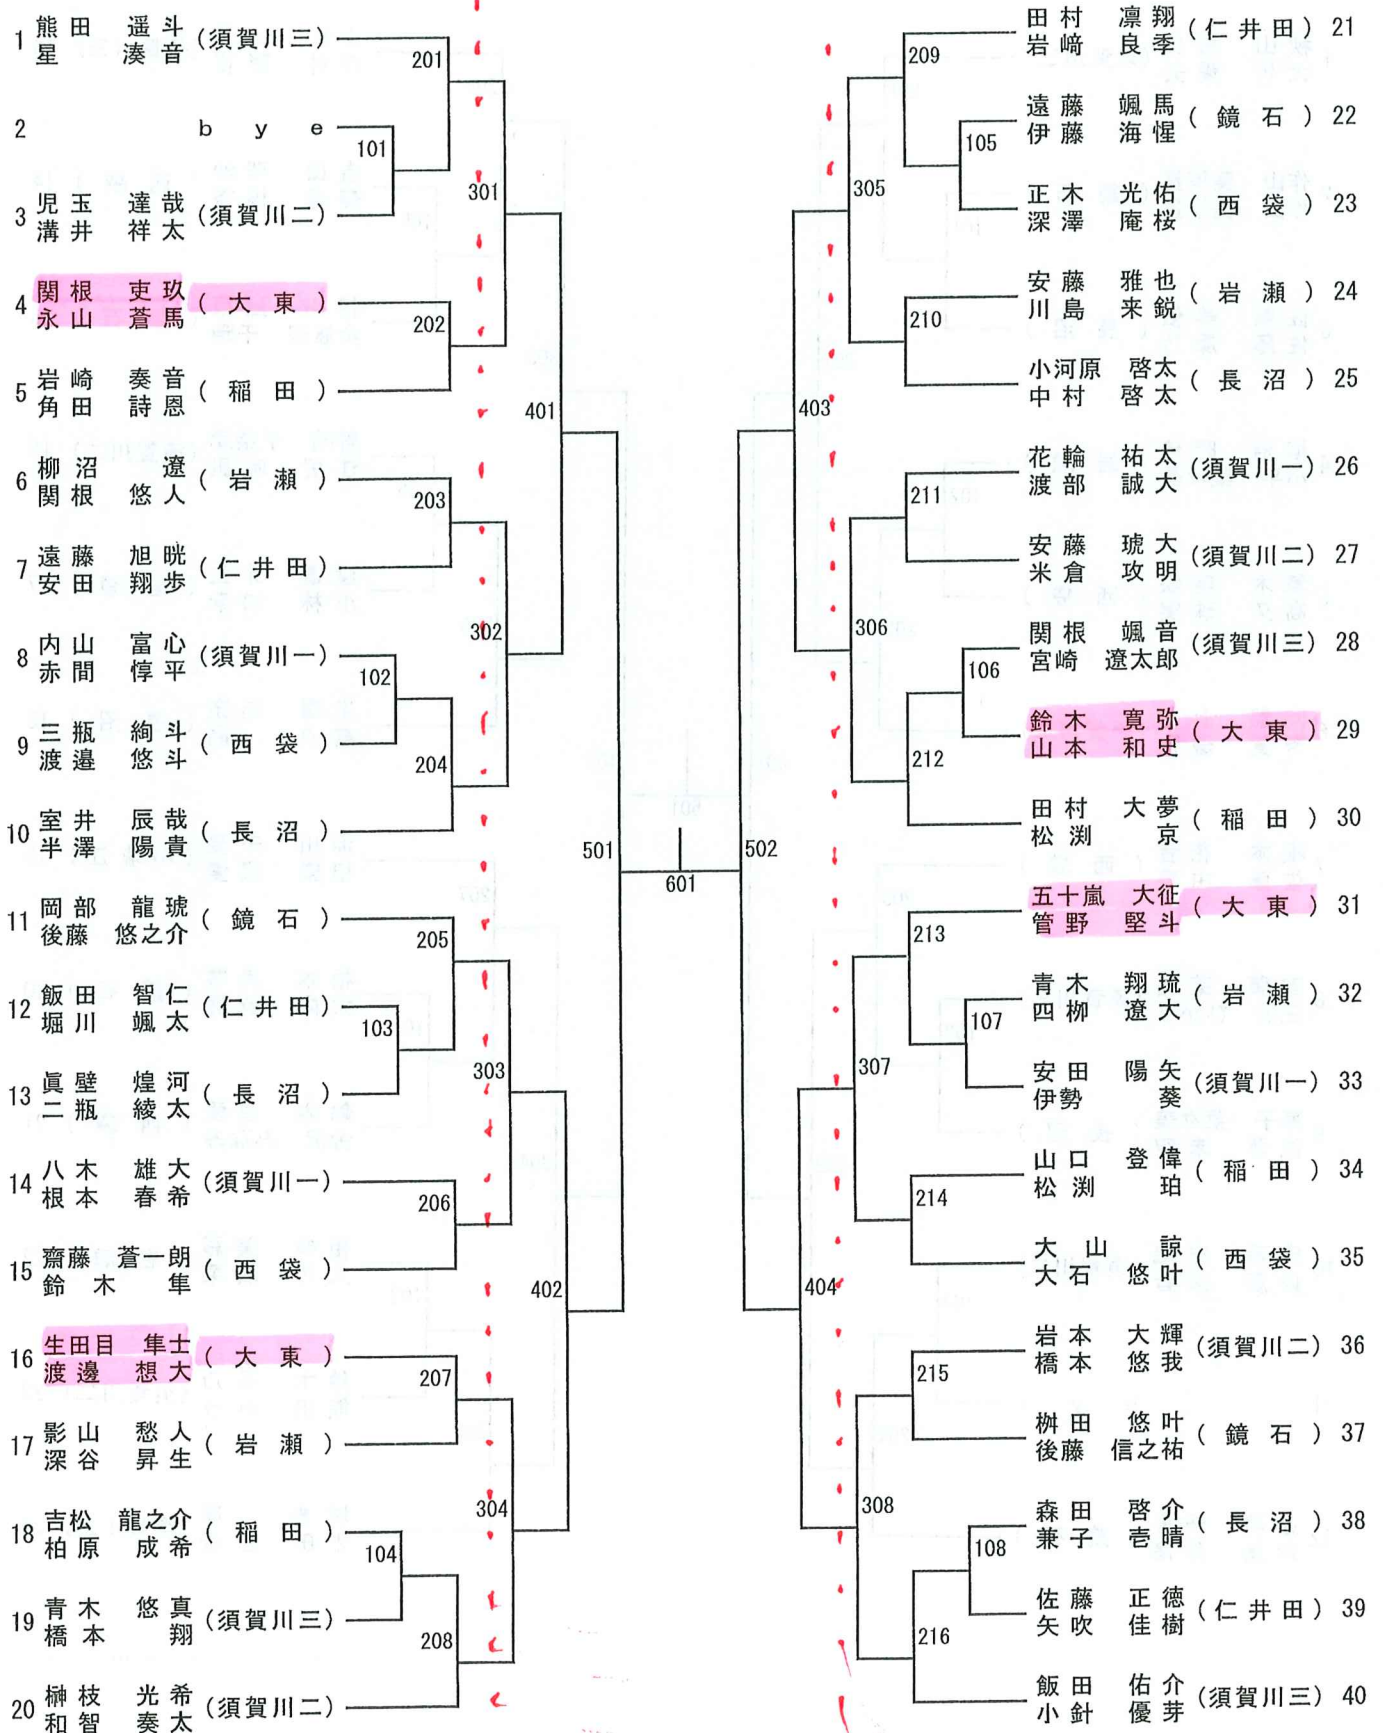 1 熊田 遥斗 (須賀川三)
星 湊音
201
2 bye
101
3 児玉 達哉 (須賀川二)
溝井 祥太
301
4 関根 吏玖 (大東)
永山 蒼馬
202
5 岩崎 奏音 (稲田)
角田 詩恩
401
6 柳沼 遼 (岩瀬)
関根 悠人
203
7 遠藤 旭晄 (仁井田)
安田 翔歩
302
8 内山 富心 (須賀川一)
赤間 惇平
102
9 三瓶 絢斗 (西袋)
渡邉 悠斗
204
10 室井 辰哉 (長沼)
半澤 陽貴
501
11 岡部 龍琥 (鏡石)
後藤 悠之介
205
12 飯田 智仁 (仁井田)
堀川 颯太
103
13 眞壁 煌河 (長沼)
二瓶 綾太
303
14 八木 雄大 (須賀川一)
根本 春希
206
15 齋藤 蒼一朗 (西袋)
鈴木 隼
402
16 生田目 隼士 (大東)
渡邊 想大
207
17 影山 愁人 (岩瀬)
深谷 昇生
304
18 吉松 龍之介 (稲田)
柏原 成希
104
19 青木 悠真 (須賀川三)
橋本 翔
208
20 榊枝 光希 (須賀川二)
和智 奏太
601
田村 凛翔 (仁井田) 21
岩﨑 良季
209
遠藤 颯馬 (鏡石) 22
伊藤 海惺
105
正木 光佑 (西袋) 23
深澤 庵桜
305
安藤 雅也 (岩瀬) 24
川島 来鋭
210
小河原 啓太 (長沼) 25
中村 啓太
403
花輪 祐太 (須賀川一) 26
渡部 誠大
211
安藤 琥大 (須賀川二) 27
米倉 攻明
306
関根 颯音 (須賀川三) 28
宮崎 遼太郎
106
鈴木 寛弥 (大東) 29
山本 和史
212
田村 大夢 (稲田) 30
松渕 京
502
五十嵐 大征 (大東) 31
管野 堅斗
213
青木 翔琉 (岩瀬) 32
四栁 遼大
107
安田 陽矢 (須賀川一) 33
伊勢 葵
307
山口 登偉 (稲田) 34
松渕 珀
214
大山 諒 (西袋) 35
大石 悠叶
404
岩本 大輝 (須賀川二) 36
橋本 悠我
215
桝田 悠叶 (鏡石) 37
後藤 信之祐
308
森田 啓介 (長沼) 38
兼子 壱晴
108
佐藤 正德 (仁井田) 39
矢吹 佳樹
216
飯田 佑介 (須賀川三) 40
小針 優芽